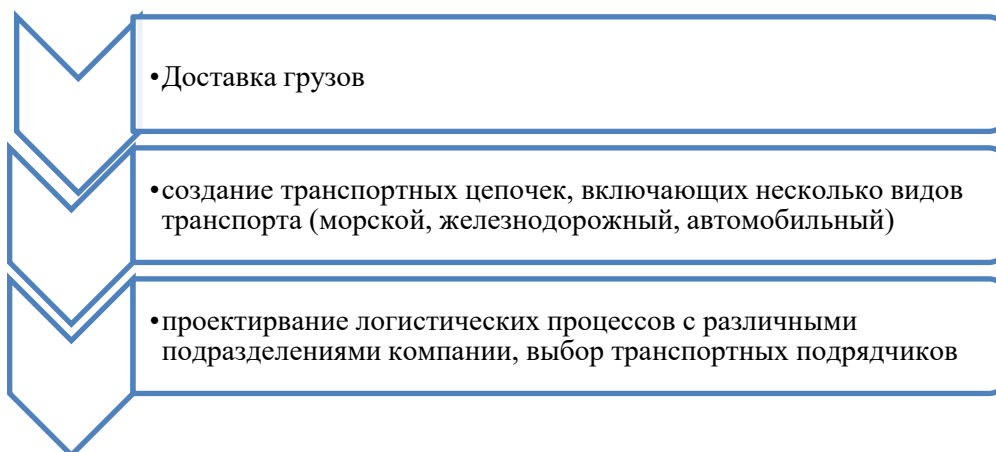 •Доставка грузов
•создание транспортных цепочек, включающих несколько видов
транспорта (морской, железнодорожный, автомобильный)
•проектирвание логистических процессов с различными
подразделениями компании, выбор транспортных подрядчиков